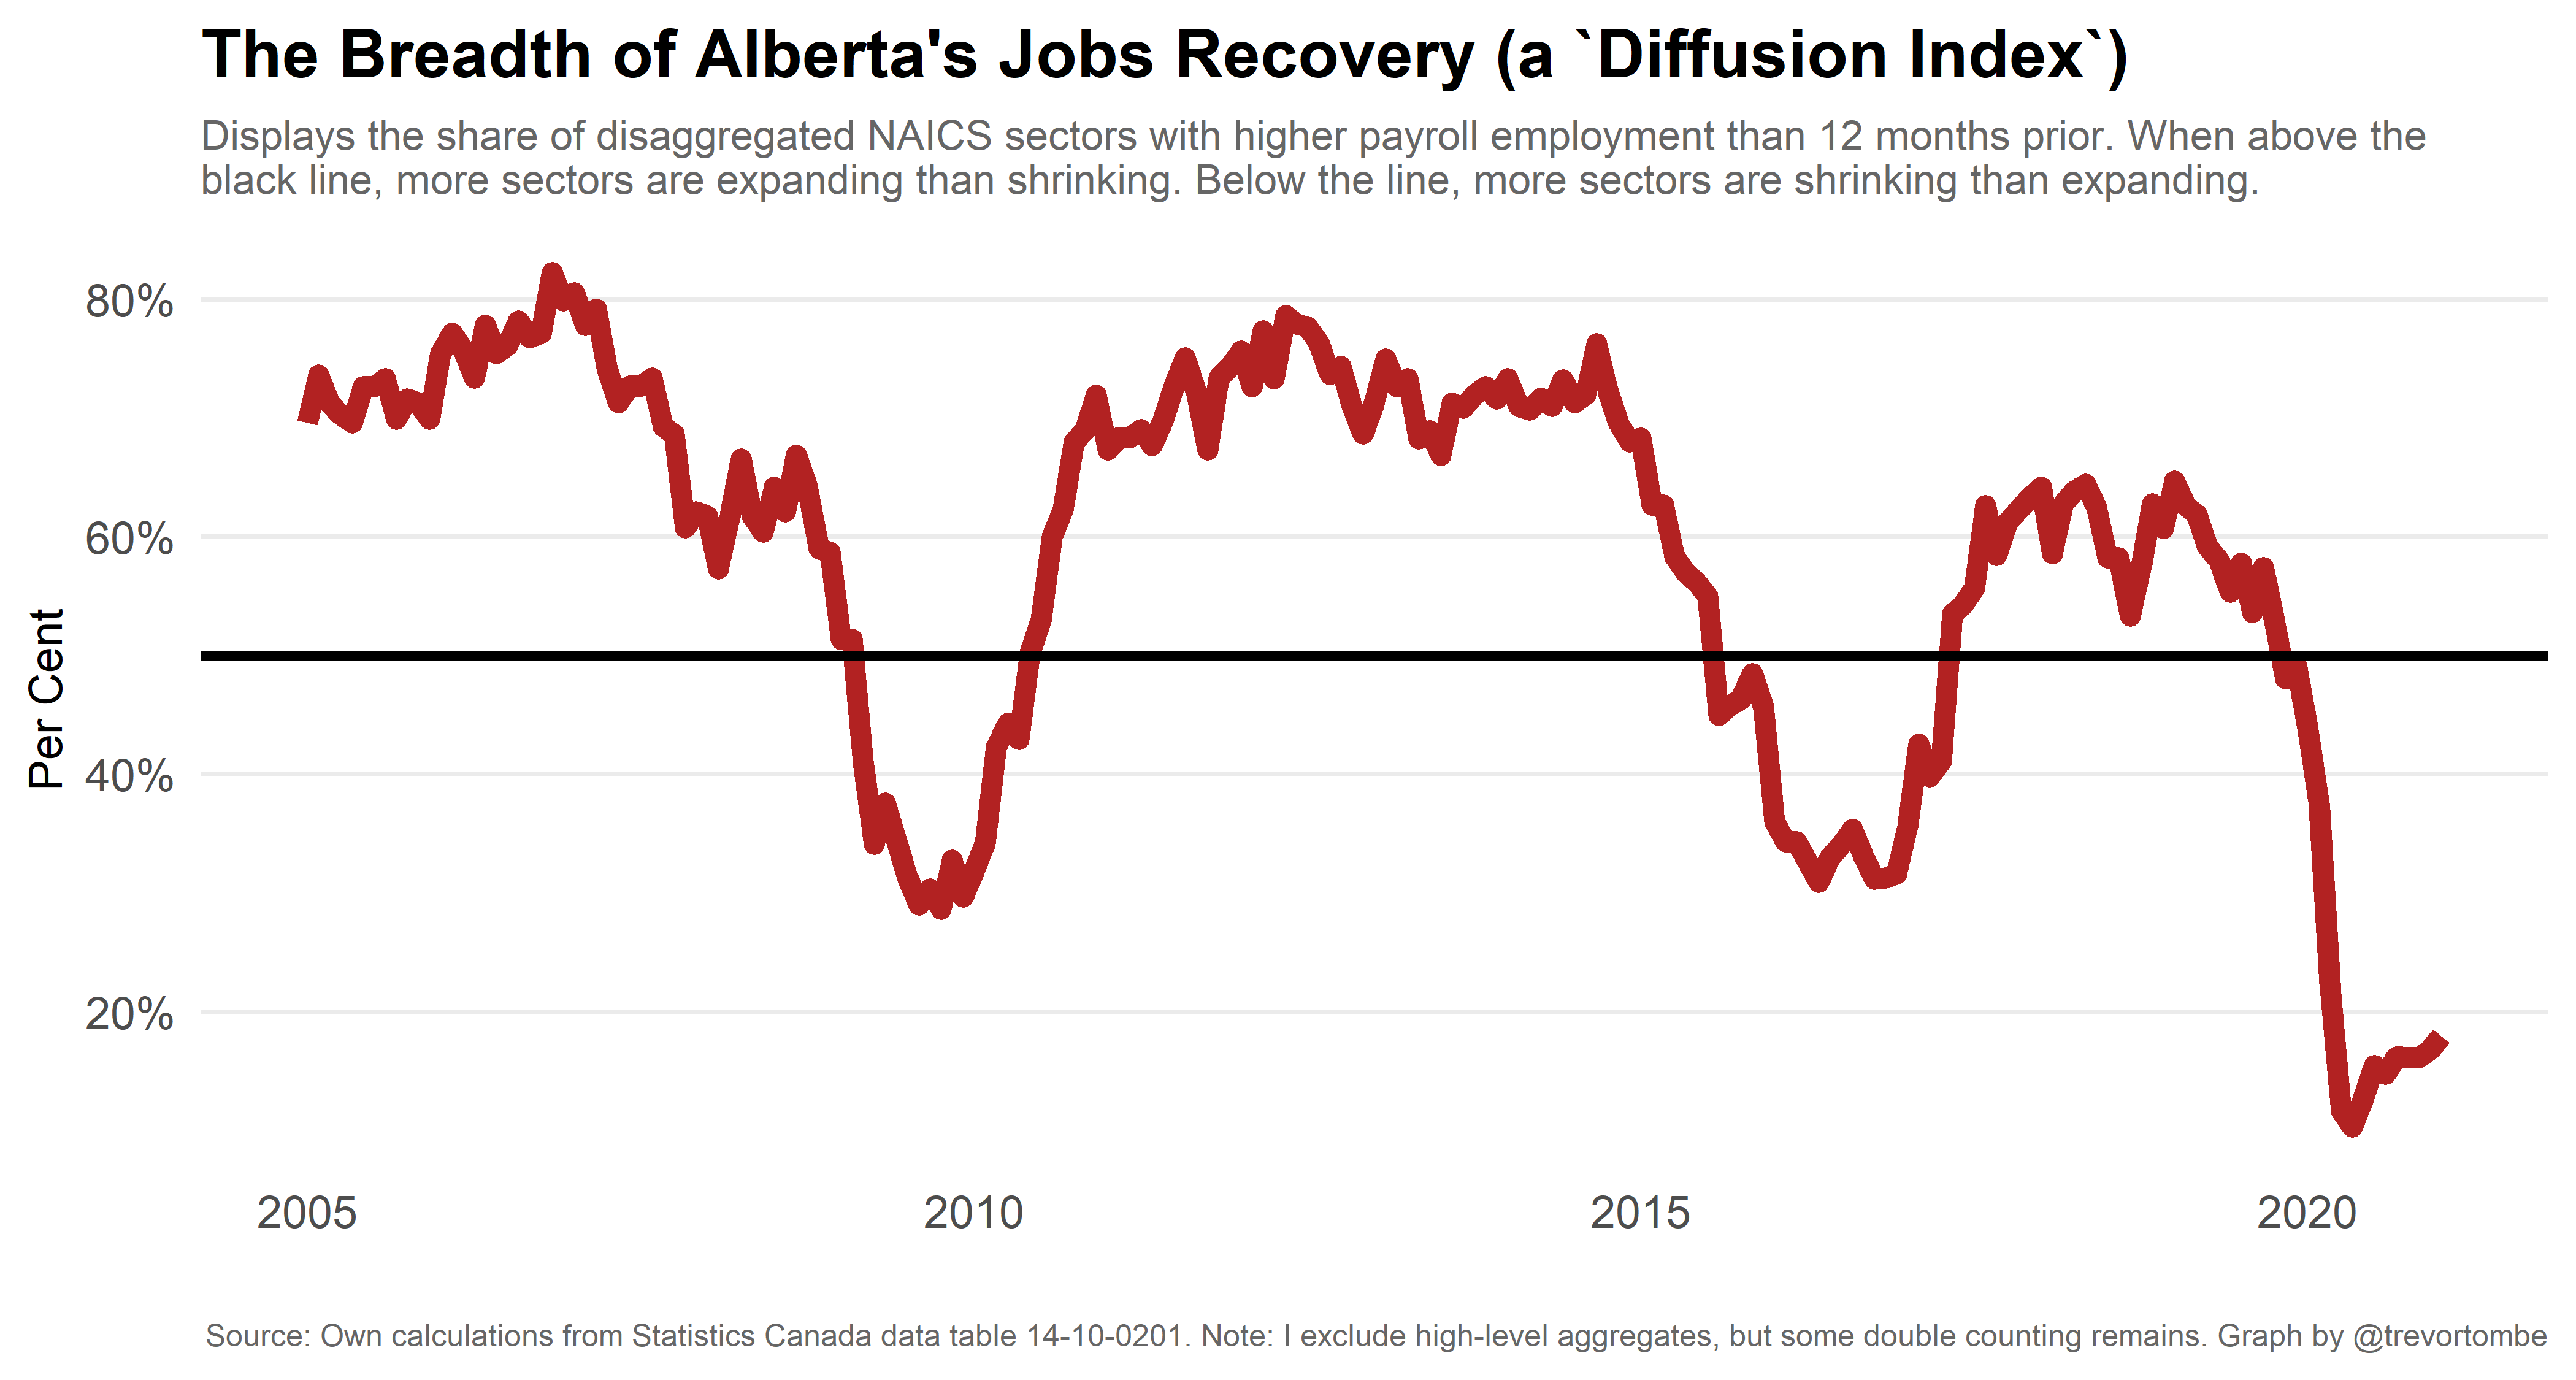 The Breadth of Alberta's Jobs Recovery (a `Diffusion Index`)
Displays the share of disaggregated NAICS sectors with higher payroll employment than 12 months prior. When above the
black line, more sectors are expanding than shrinking. Below the line, more sectors are shrinking than expanding.
80%
60%
40%
20%
Per Cent
2005
2010
2015
2020
Source: Own calculations from Statistics Canada data table 14-10-0201. Note: I exclude high-level aggregates, but some double counting remains. Graph by @trevortombe